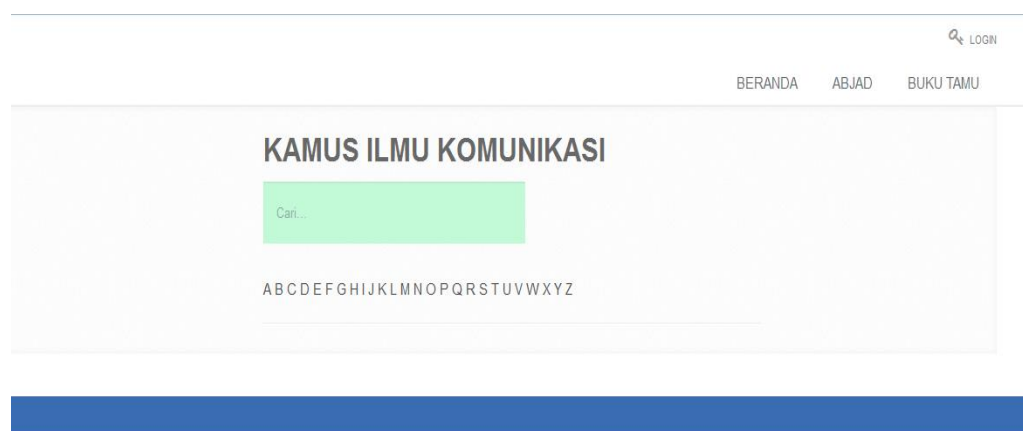 LOGIN
BERANDA ABJAD BUKU TAMU
KAMUS ILMU KOMUNIKASI
Cari...
A B C D E F G H I J K L M N O P Q R S T U V W X Y Z